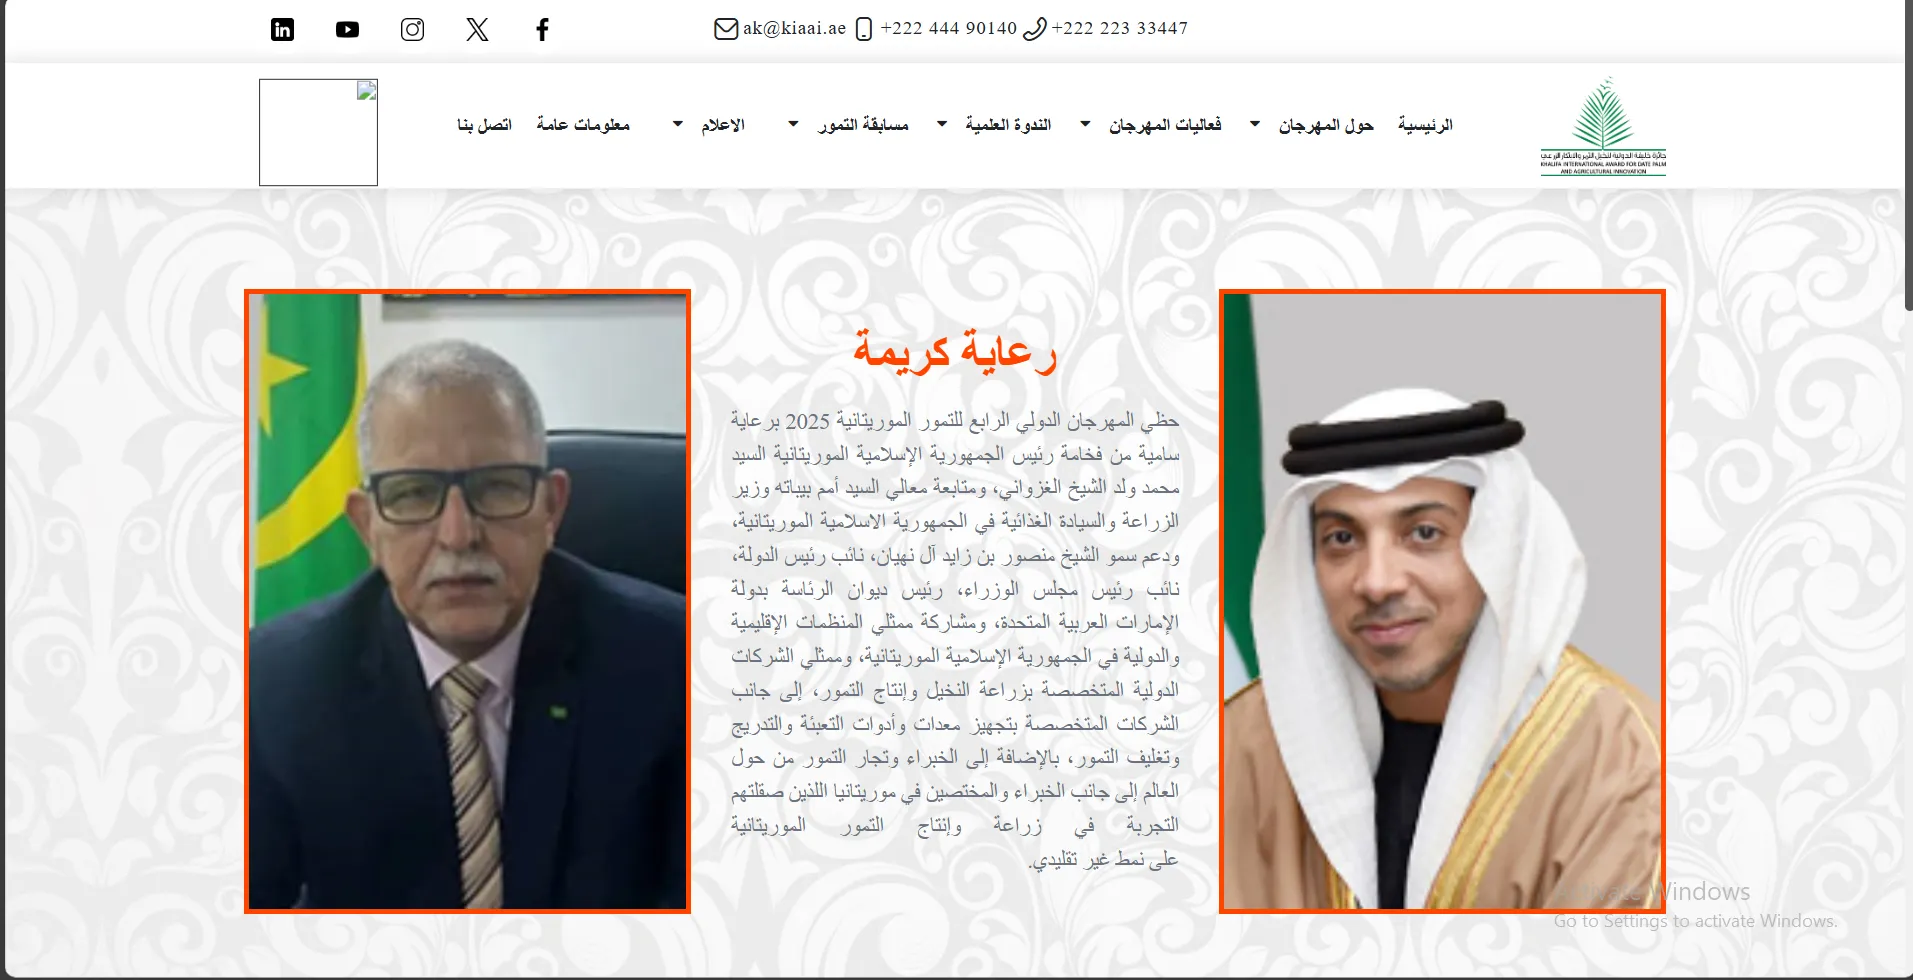 ak@kiaai.ae +222 444 90140 +222 223 33447
الرئيسية حول المهرجان فعاليات المهرجان الندوة العلمية مسابقة التمور الاعلام معلومات عامة اتصل بنا
جائزة خليفة الدولية لنخيل التمر والابتكار الزراعي
KHALIFA INTERNATIONAL AWARD FOR DATE PALM
AND AGRICULTURAL INNOVATION
رعاية كريمة
حظي المهرجان الدولي الرابع للتمور الموريتانية 2025 برعاية
سامية من فخامة رئيس الجمهورية الإسلامية الموريتانية السيد
محمد ولد الشيخ الغزواني، ومتابعة معالي السيد أمم بيباته وزير
الزراعة والسيادة الغذائية في الجمهورية الاسلامية الموريتانية،
ودعم سمو الشيخ منصور بن زايد آل نهيان، نائب رئيس الدولة،
نائب رئيس مجلس الوزراء، رئيس ديوان الرئاسة بدولة
الإمارات العربية المتحدة، ومشاركة ممثلي المنظمات الإقليمية
والدولية في الجمهورية الإسلامية الموريتانية، وممثلي الشركات
الدولية المتخصصة بزراعة النخيل وإنتاج التمور، إلى جانب
الشركات المتخصصة بتجهيز معدات وأدوات التعبئة والتدريج
وتغليف التمور، بالإضافة إلى الخبراء وتجار التمور من حول
العالم إلى جانب الخبراء والمختصين في موريتانيا اللذين صقلتهم
التجربة في زراعة وإنتاج التمور الموريتانية
على نمط غير تقليدي.
Activate Windows
Go to Settings to activate Windows.